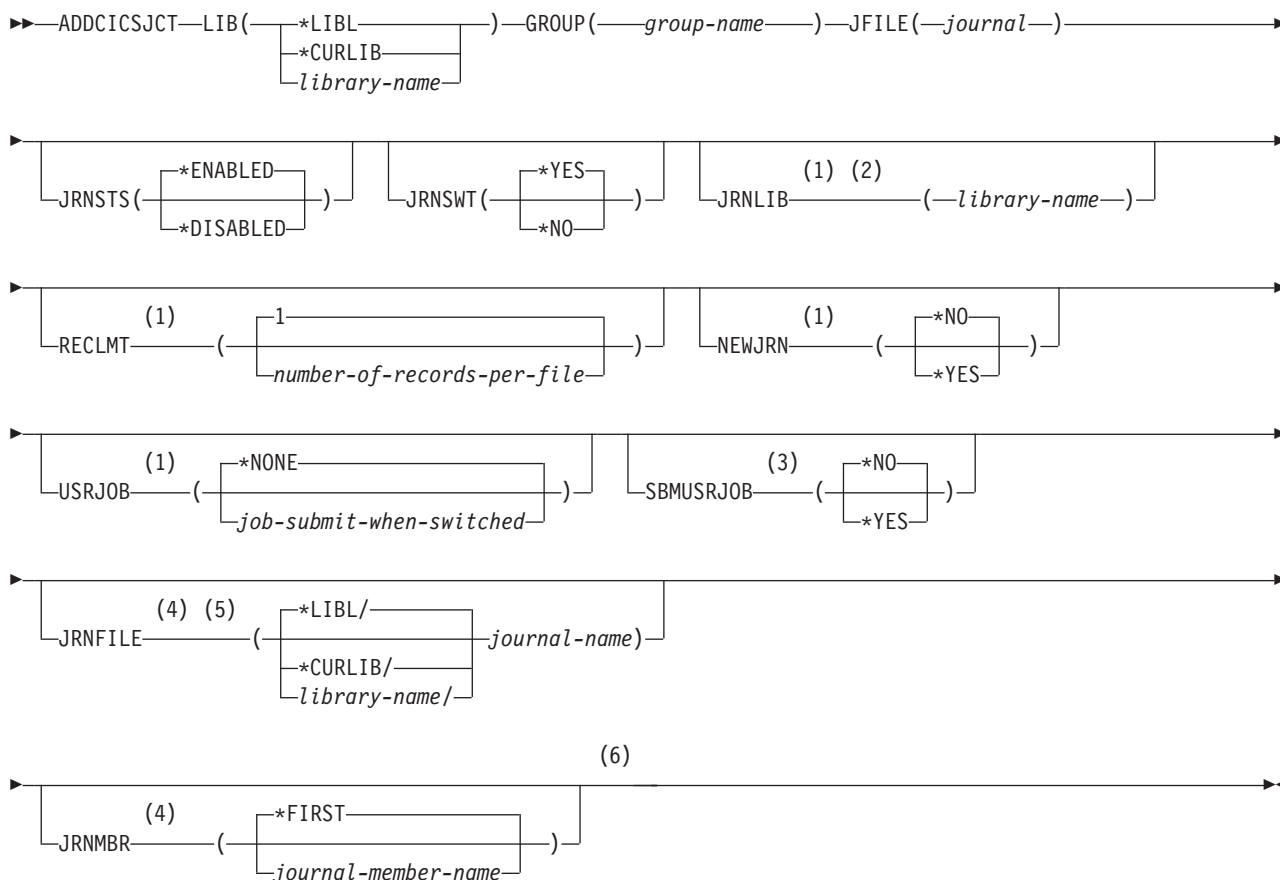 ADDCICSJCT LIB( *LIBL ) GROUP( group-name ) JFILE( journal )
*CURLIB
library-name
JRNSTS( *ENABLED ) JRNSWT( *YES ) JRNLIB (1) (2) ( library-name )
*DISABLED *NO
RECLMT (1) ( 1 ) NEWJRN (1) ( *NO )
number-of-records-per-file *YES
USRJOB (1) ( *NONE ) SBMUSRJOB (3) ( *NO )
job-submit-when-switched *YES
JRNFILE (4) (5) ( *LIBL/ journal-name)
*CURLIB/
library-name/
(6)
JRNMBR (4) ( *FIRST )
journal-member-name